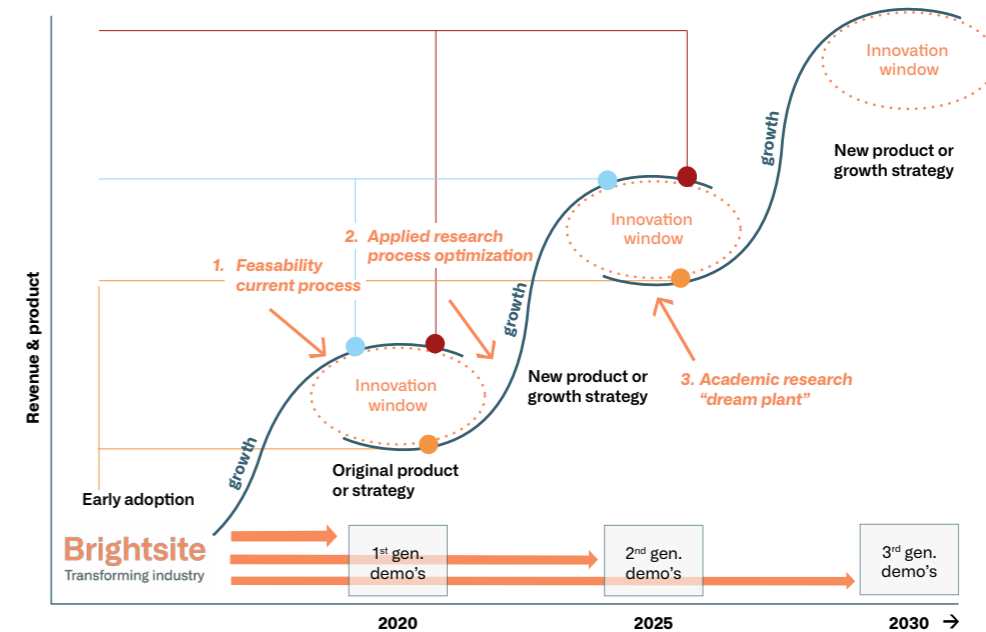 Innovation
window
growth
New product or
growth strategy
2. Applied research
process optimization
Innovation
window
1. Feasability
current process
growth
Revenue & product
New product or
growth strategy
3. Academic research
“dream plant”
Innovation
window
growth
Original product
or strategy
Early adoption
Brightsite
Transforming industry
1st gen.
demo’s
2nd gen.
demo’s
3rd gen.
demo’s
2020
2025
2030 →